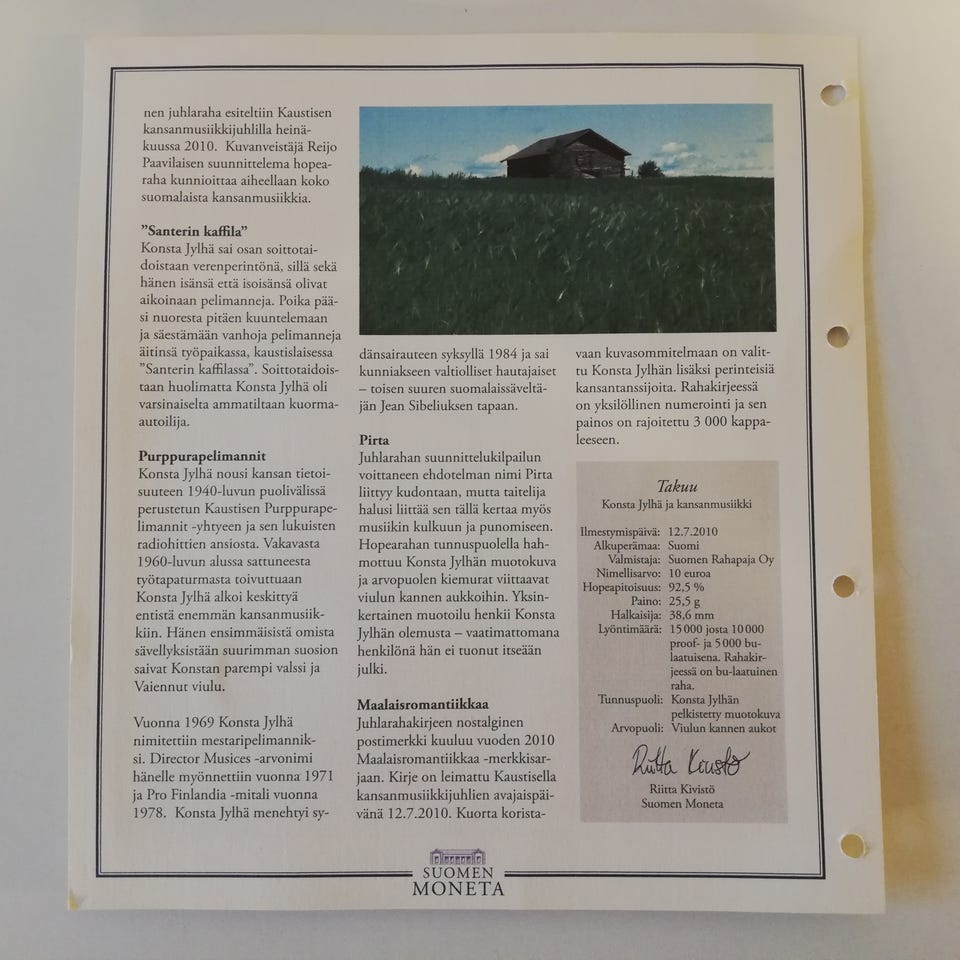 nen juhlaraha esiteltiin Kaustisen
kansanmusiikkijuhlilla heinä-
kuussa 2010. Kuvanveistäjä Reijo
Paavilaisen suunnittelema hopea-
raha kunnioittaa aiheellaan koko
suomalaista kansanmusiikkia.
”Santerin kaffila”
Konsta Jylhä sai osan soittotai-
doistaan verenperintönä, sillä sekä
hänen isänsä että isoisänsä olivat
aikoinaan pelimanneja. Poika pää-
si nuoresta pitäen kuuntelemaan
ja säestämään vanhoja pelimanneja
äitinsä työpaikassa, kaustislaisessa
”Santerin kaffilassa”. Soittotaidois-
taan huolimatta Konsta Jylhä oli
varsinaiselta ammatiltaan kuorma-
autoilija.
Purppurapelimannit
Konsta Jylhä nousi kansan tietoi-
suuteen 1940-luvun puolivälissä
perustetun Kaustisen Purppurape-
limannit -yhtyeen ja sen lukuisten
radiohittien ansiosta. Vakavasta
1960-luvun alussa sattuneesta
työtapaturmasta toivuttuaan
Konsta Jylhä alkoi keskittyä
entistä enemmän kansanmusiik-
kiin. Hänen ensimmäisistä omista
sävellyksistään suurimman suosion
saivat Konstan parempi valssi ja
Vaiennut viulu.
Vuonna 1969 Konsta Jylhä
nimitettiin mestaripelimannik-
si. Director Musices -arvonimi
hänelle myönnettiin vuonna 1971
ja Pro Finlandia -mitali vuonna
1978. Konsta Jylhä menehtyi sy-
dänsairauteen syksyllä 1984 ja sai
kunniakseen valtiolliset hautajaiset
– toisen suuren suomalaissäveltä-
jän Jean Sibeliuksen tapaan.
Pirta
Juhlarahan suunnittelukilpailun
voittaneen ehdotelman nimi Pirta
liittyy kudontaan, mutta taitelija
halusi liittää sen tällä kertaa myös
musiikin kulkuun ja punomiseen.
Hopearahan tunnuspuolella hah-
mottuu Konsta Jylhän muotokuva
ja arvopuolen kiemurat viittaavat
viulun kannen aukkoihin. Yksin-
kertainen muotoilu henkii Konsta
Jylhän olemusta – vaatimattomana
henkilönä hän ei tuonut itseään
julki.
Maalaisromantiikkaa
Juhlarahakirjeen nostalginen
postimerkki kuuluu vuoden 2010
Maalaisromantiikkaa -merkkisar-
jaan. Kirje on leimattu Kaustisella
kansanmusiikkijuhlien avajaispäi-
vänä 12.7.2010. Kuorta korista-
vaan kuvasommitelmaan on valit-
tu Konsta Jylhän lisäksi perinteisiä
kansantanssijoita. Rahakirjeessä
on yksilöllinen numerointi ja sen
painos on rajoitettu 3 000 kappa-
leeseen.
Takuu
Konsta Jylhä ja kansanmusiikki
Ilmestymispäivä: 12.7.2010
Alkuperämaa: Suomi
Valmistaja: Suomen Rahapaja Oy
Nimellisarvo: 10 euroa
Hopeapitoisuus: 92,5 %
Paino: 25,5 g
Halkaisija: 38,6 mm
Lyöntimäärä: 15 000 josta 10 000
proof- ja 5 000 bu-
laatuisena. Rahakir-
jeessä on bu-laatuinen
raha.
Tunnuspuoli: Konsta Jylhän
pelkistetty muotokuva
Arvopuoli: Viulun kannen aukot
Riitta Kivistö
Riitta Kivistö
Suomen Moneta
SUOMEN
MONETA